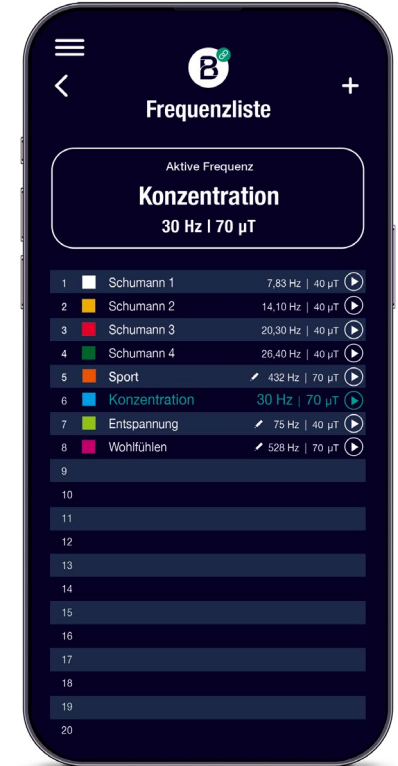 B
Frequenzliste
Aktive Frequenz
Konzentration
30 Hz | 70 µT
1 Schumann 1 7,83 Hz | 40 µT
2 Schumann 2 14,10 Hz | 40 µT
3 Schumann 3 20,30 Hz | 40 µT
4 Schumann 4 26,40 Hz | 40 µT
5 Sport 432 Hz | 70 µT
6 Konzentration 30 Hz | 70 µT
7 Entspannung 75 Hz | 40 µT
8 Wohlfühlen 528 Hz | 70 µT
9
10
11
12
13
14
15
16
17
18
19
20